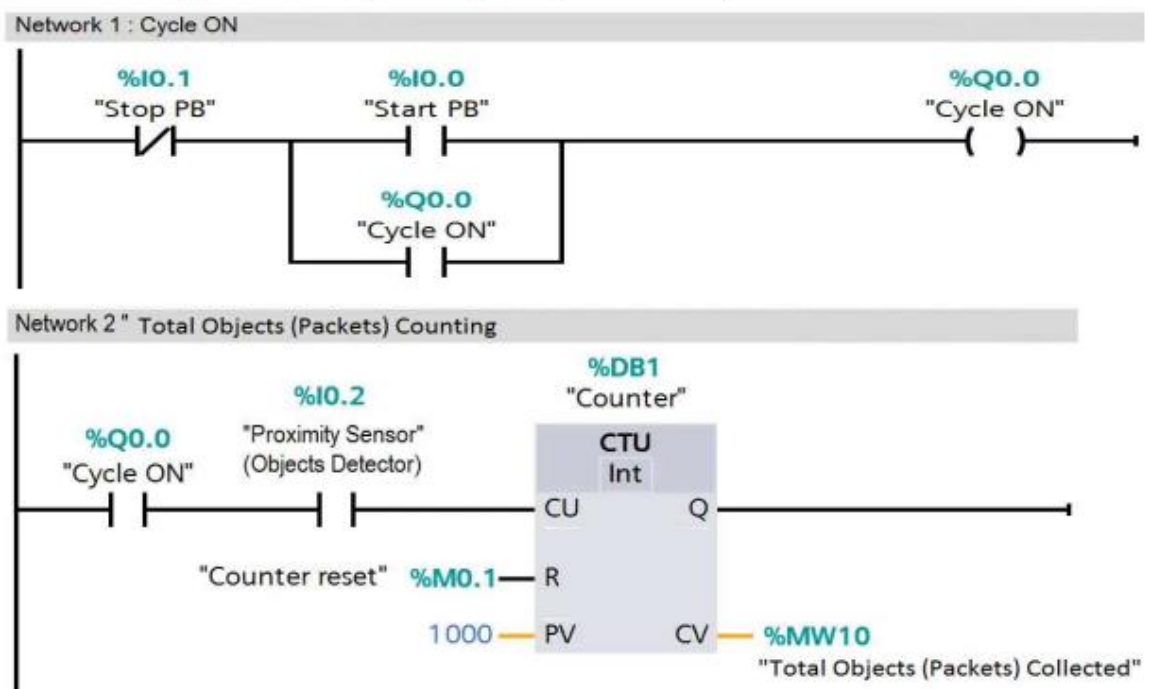 Network 1 : Cycle ON
%I0.1
"Stop PB"
%I0.0
"Start PB"
%Q0.0
"Cycle ON"
%Q0.0
"Cycle ON"
Network 2 " Total Objects (Packets) Counting
%DB1
"Counter"
%I0.2
"Proximity Sensor"
(Objects Detector)
%Q0.0
"Cycle ON"
CTU
Int
CU
Q
"Counter reset" %M0.1
R
1000
PV
CV
%MW10
"Total Objects (Packets) Collected"